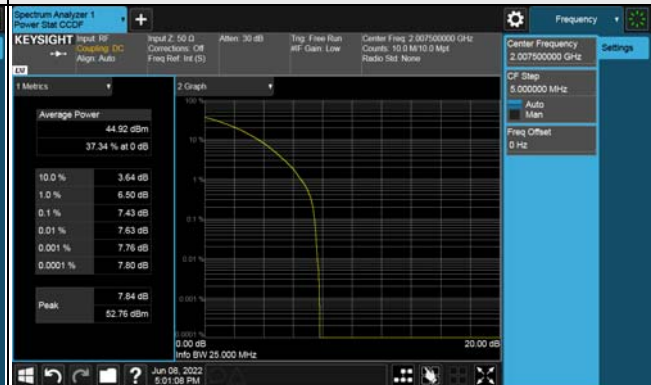 Spectrum Analyzer 1
Power Stat CCDF
+
Frequency
KEYSIGHT
Input: RF
Coupling: DC
Align: Auto
Input Z: 50 Ω
Corrections: Off
Freq Ref: Int (S)
Atten: 30 dB
Trig: Free Run
#IF Gain: Low
Center Freq: 2.007500000 GHz
Counts: 10.0 M/10.0 Mpt
Radio Std: None
Center Frequency
2.007500000 GHz
Settings
CF Step
5.000000 MHz
Auto
Man
Freq Offset
0 Hz
1 Metrics
2 Graph
Average Power
44.92 dBm
37.34 % at 0 dB
10.0 % 3.64 dB
1.0 % 6.50 dB
0.1 % 7.43 dB
0.01 % 7.63 dB
0.001 % 7.76 dB
0.0001 % 7.80 dB
Peak
7.84 dB
52.76 dBm
100 %
10 %
1 %
0.1 %
0.01 %
0.001 %
0.0001 %
0.00 dB
20.00 dB
Info BW 25.000 MHz
?
Jun 08, 2022
5:01:08 PM